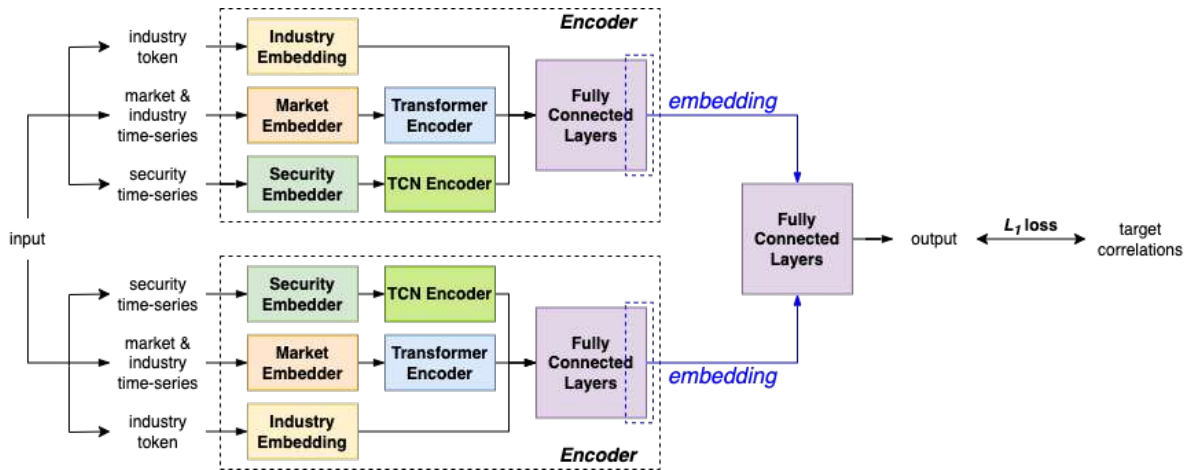 Encoder
industry
token
Industry
Embedding
market &
industry
time-series
Market
Embedder
Transformer
Encoder
Fully
Connected
Layers
embedding
security
time-series
Security
Embedder
TCN Encoder
input
Fully
Connected
Layers
output
L1 loss
target
correlations
security
time-series
Security
Embedder
TCN Encoder
market &
industry
time-series
Market
Embedder
Transformer
Encoder
Fully
Connected
Layers
embedding
industry
token
Industry
Embedding
Encoder